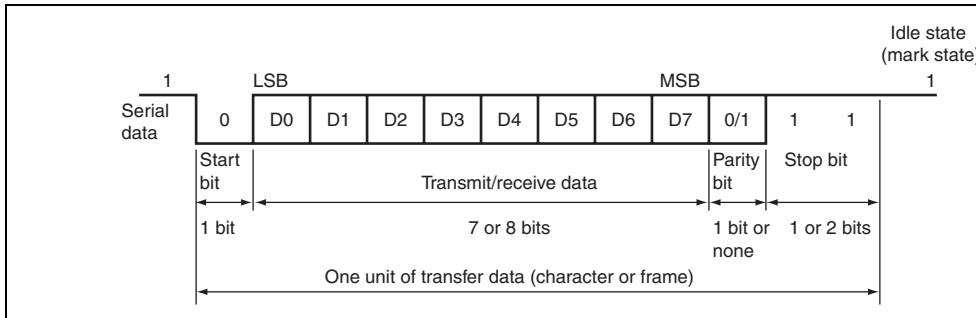 Idle state
(mark state)
1 LSB MSB 1
Serial
data
0 D0 D1 D2 D3 D4 D5 D6 D7 0/1 1 1
Start
bit
Transmit/receive data
Parity
bit
Stop bit
1 bit
7 or 8 bits
1 bit or
none
1 or 2 bits
One unit of transfer data (character or frame)